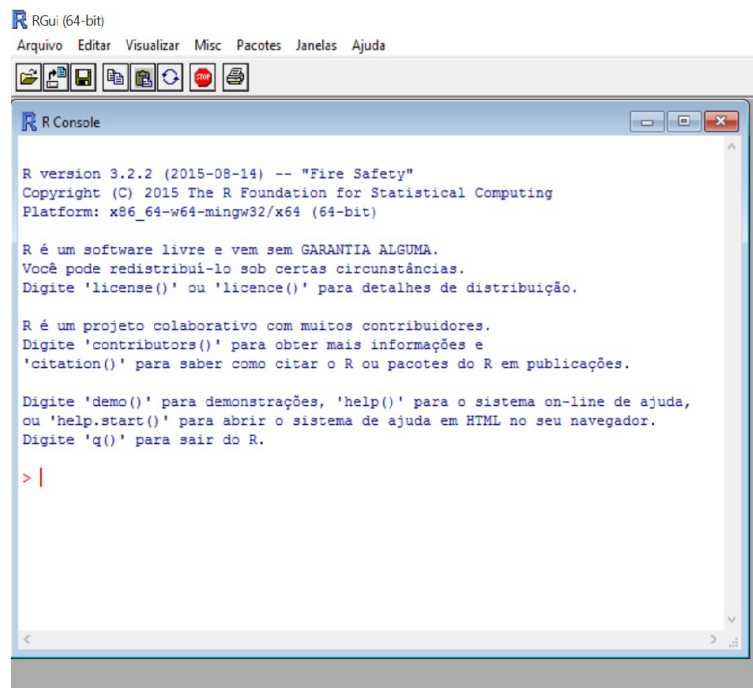 RGui (64-bit)
Arquivo Editar Visualizar Misc Pacotes Janelas Ajuda
STOP
R Console
R version 3.2.2 (2015-08-14) -- "Fire Safety"
Copyright (C) 2015 The R Foundation for Statistical Computing
Platform: x86_64-w64-mingw32/x64 (64-bit)
R é um software livre e vem sem GARANTIA ALGUMA.
Você pode redistribuí-lo sob certas circunstâncias.
Digite 'license()' ou 'licence()' para detalhes de distribuição.
R é um projeto colaborativo com muitos contribuidores.
Digite 'contributors()' para obter mais informações e
'citation()' para saber como citar o R ou pacotes do R em publicações.
Digite 'demo()' para demonstrações, 'help()' para o sistema on-line de ajuda,
ou 'help.start()' para abrir o sistema de ajuda em HTML no seu navegador.
Digite 'q()' para sair do R.
>